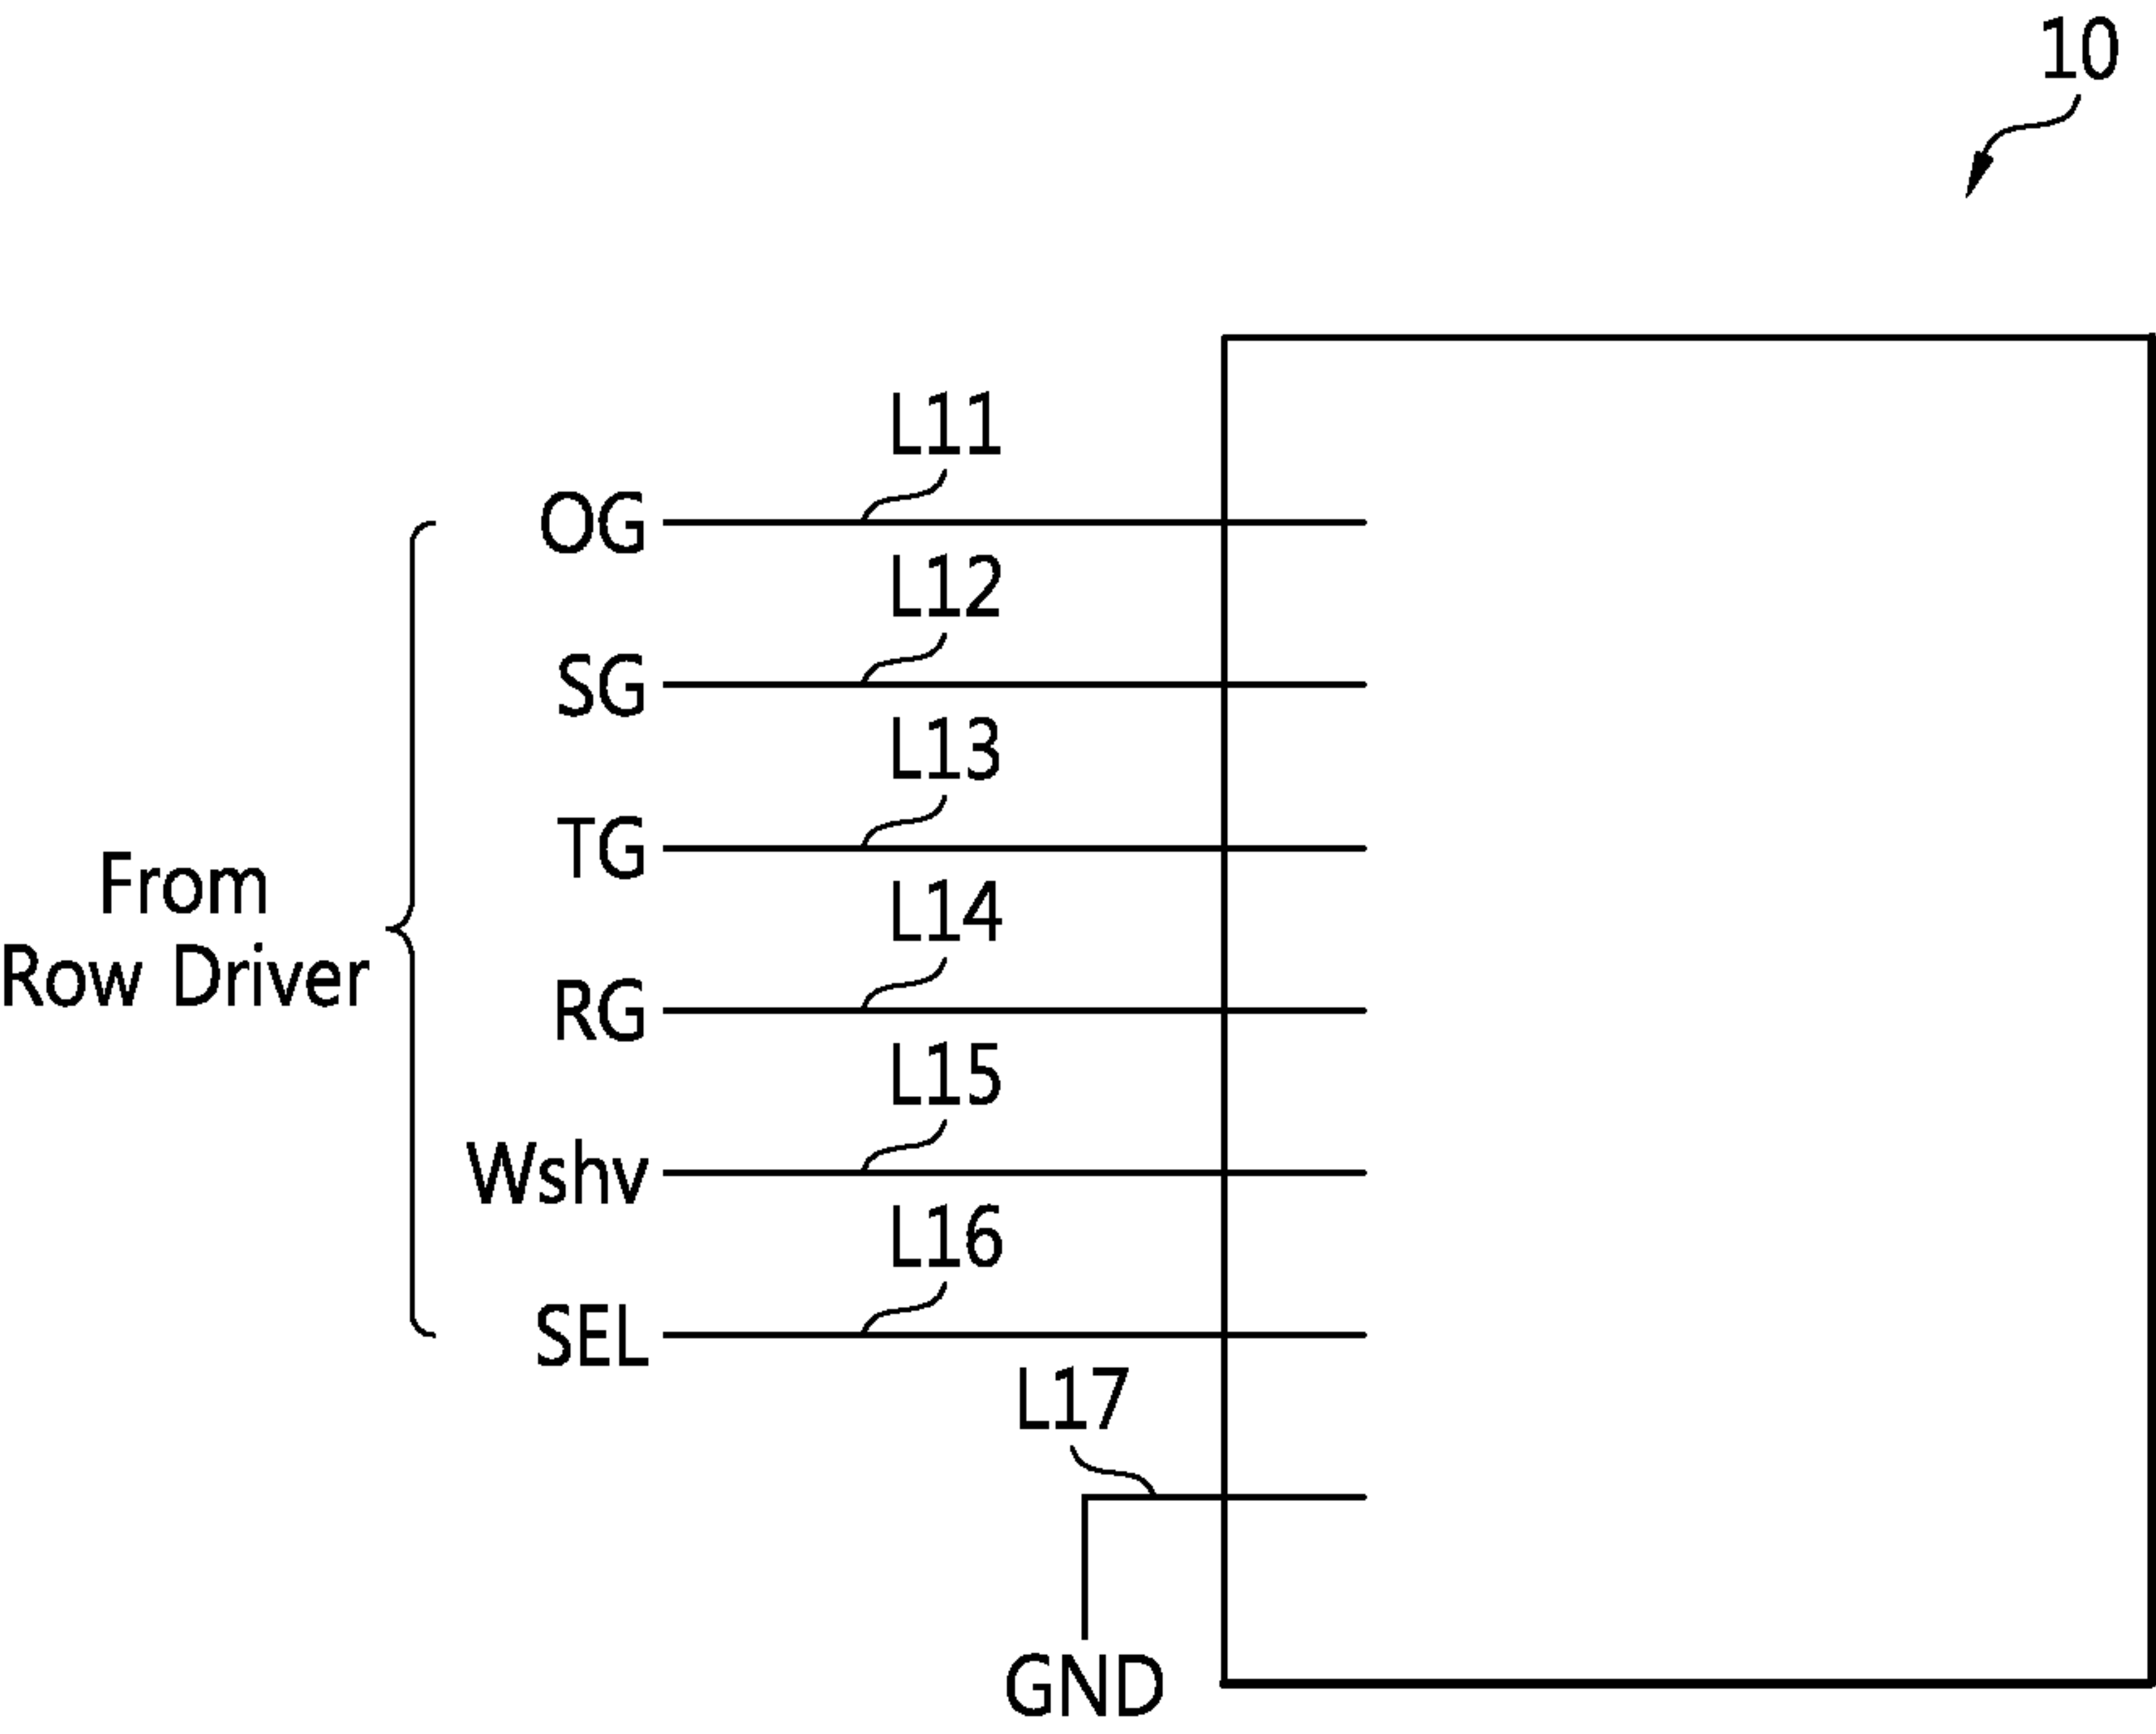 10
L11
OG
L12
SG
L13
TG
L14
From
Row Driver
RG
L15
Wshv
L16
SEL
L17
GND